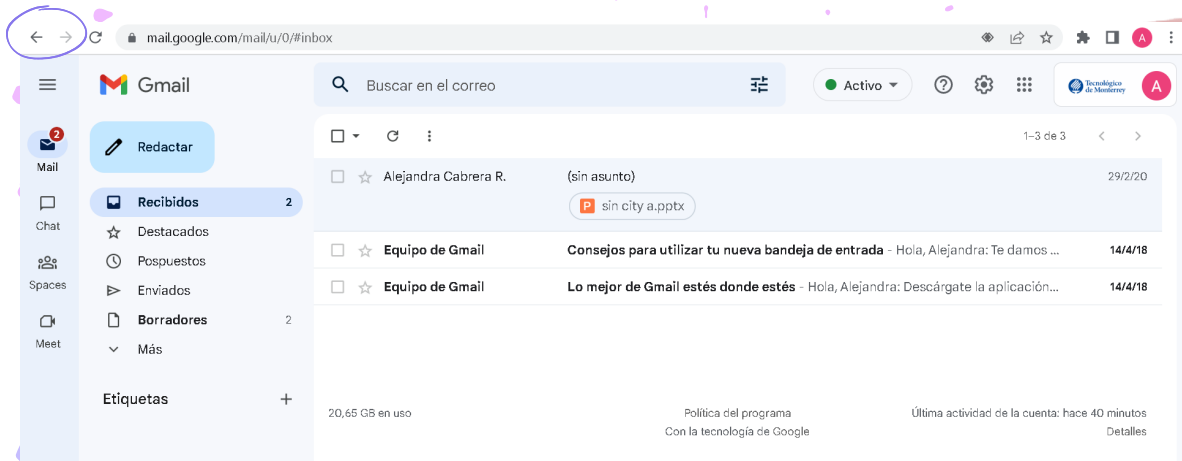 mail.google.com/mail/u/0/#inbox
A
Gmail
Buscar en el correo
Activo
Tecnológico
de Monterrey
A
2
Mail
Chat
Spaces
Meet
Redactar
Recibidos 2
Destacados
Pospuestos
Enviados
Borradores 2
Más
Etiquetas
1–3 de 3
Alejandra Cabrera R. (sin asunto) 29/2/20
P sin city a.pptx
Equipo de Gmail Consejos para utilizar tu nueva bandeja de entrada - Hola, Alejandra: Te damos ... 14/4/18
Equipo de Gmail Lo mejor de Gmail estés donde estés - Hola, Alejandra: Descárgate la aplicación... 14/4/18
20,65 GB en uso
Política del programa
Con la tecnología de Google
Última actividad de la cuenta: hace 40 minutos
Detalles